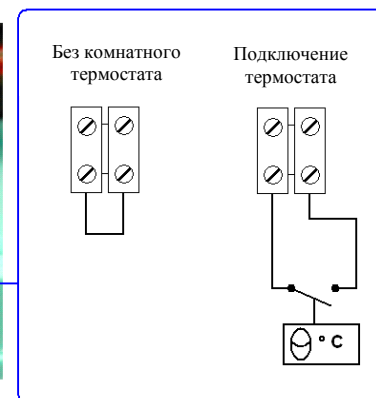 Без комнатного
термостата
Подключение
термостата
° C